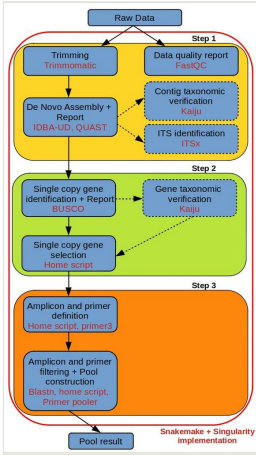 Raw Data
Step 1
Trimming
Trimmomatic
Data quality report
FastQC
De Novo Assembly +
Report
IDBA-UD, QUAST
Contig taxonomic
verification
Kaiju
ITS identification
ITSx
Step 2
Single copy gene
identification + Report
BUSCO
Gene taxonomic
verification
Kaiju
Single copy gene
selection
Home script
Step 3
Amplicon and primer
definition
Home script, primer3
Amplicon and primer
filtering + Pool
construction
Blastn, home script,
Primer pooler
Snakemake + Singularity
implementation
Pool result